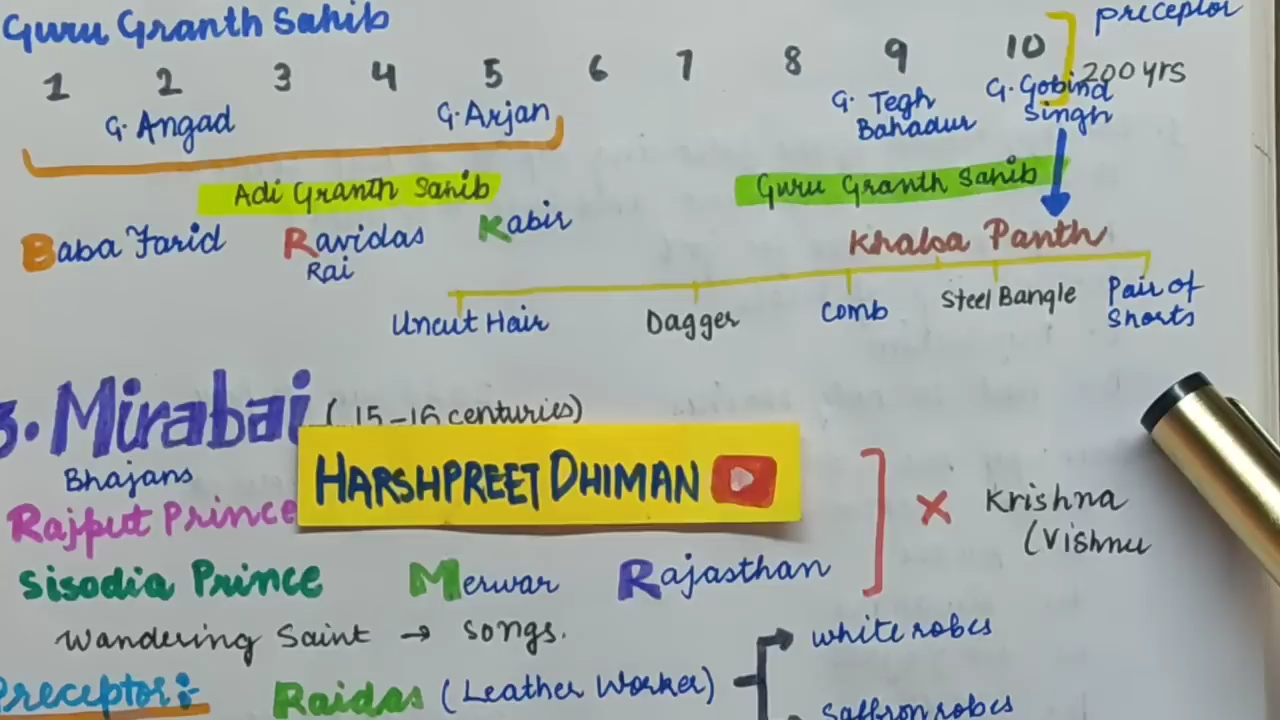 Guru Granth Sahib
preceptor
1 2 3 4 5 6 7 8 9 10
200 yrs
G. Angad G. Arjan G. Tegh Bahadur G. Gobind Singh
Adi Granth Sahib Guru Granth Sahib
Baba Farid Ravidas Kabir
Rai
Khalsa Panth
Uncut Hair Dagger Comb Steel Bangle Pair of Shorts
3. Mirabai (15-16 centuries)
Bhajans
HARSHPREET DHIMAN
Rajput Prince
× Krishna
(Vishnu
Sisodia Prince Merwar Rajasthan
Wandering Saint → songs.
white robes
Preceptor:-
Raidas (Leather Worker)
saffron robes